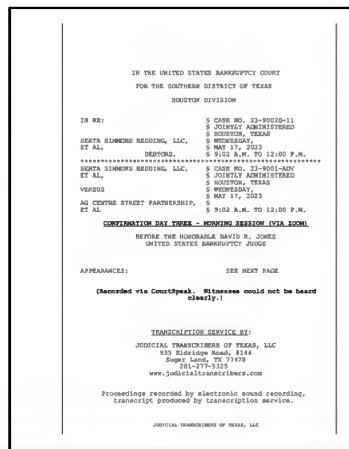 IN THE UNITED STATES BANKRUPTCY COURT
FOR THE SOUTHERN DISTRICT OF TEXAS
HOUSTON DIVISION
IN RE: § CASE NO. 23-90020-11
§ JOINTLY ADMINISTERED
§ HOUSTON, TEXAS
SERTA SIMMONS BEDDING, LLC, § WEDNESDAY,
ET AL, § MAY 17, 2023
DEBTORS. § 9:02 A.M. TO 12:00 P.M.
************************************************************
SERTA SIMMONS BEDDING, LLC, § CASE NO. 23-9001-ADV
ET AL, § JOINTLY ADMINISTERED
§ HOUSTON, TEXAS
VERSUS § WEDNESDAY,
§ MAY 17, 2023
AG CENTRE STREET PARTNERSHIP, §
ET AL § 9:02 A.M. TO 12:00 P.M.
CONFIRMATION DAY THREE - MORNING SESSION (VIA ZOOM)
BEFORE THE HONORABLE DAVID R. JONES
UNITED STATES BANKRUPTCY JUDGE
APPEARANCES: SEE NEXT PAGE
(Recorded via CourtSpeak. Witnesses could not be heard
clearly.)
TRANSCRIPTION SERVICE BY:
JUDICIAL TRANSCRIBERS OF TEXAS, LLC
935 Eldridge Road, #144
Sugar Land, TX 77478
281-277-5325
www.judicialtranscribers.com
Proceedings recorded by electronic sound recording,
transcript produced by transcription service.
JUDICIAL TRANSCRIBERS OF TEXAS, LLC